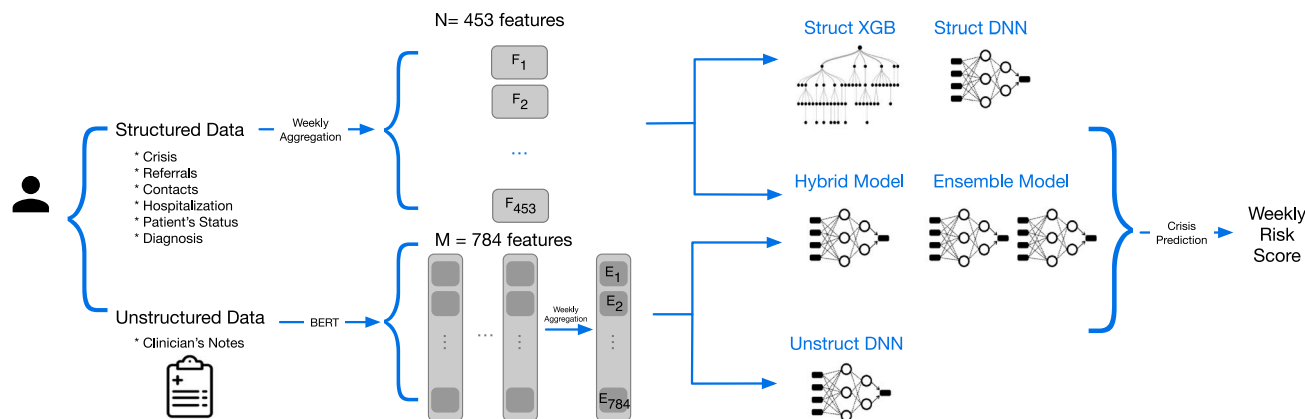 N= 453 features
F1
F2
...
F453
Structured Data
* Crisis
* Referrals
* Contacts
* Hospitalization
* Patient's Status
* Diagnosis
Weekly
Aggregation
Unstructured Data
* Clinician's Notes
BERT
M = 784 features
...
Weekly
Aggregation
E1
E2
E784
Struct XGB
Struct DNN
Hybrid Model
Ensemble Model
Unstruct DNN
Crisis
Prediction
Weekly
Risk
Score